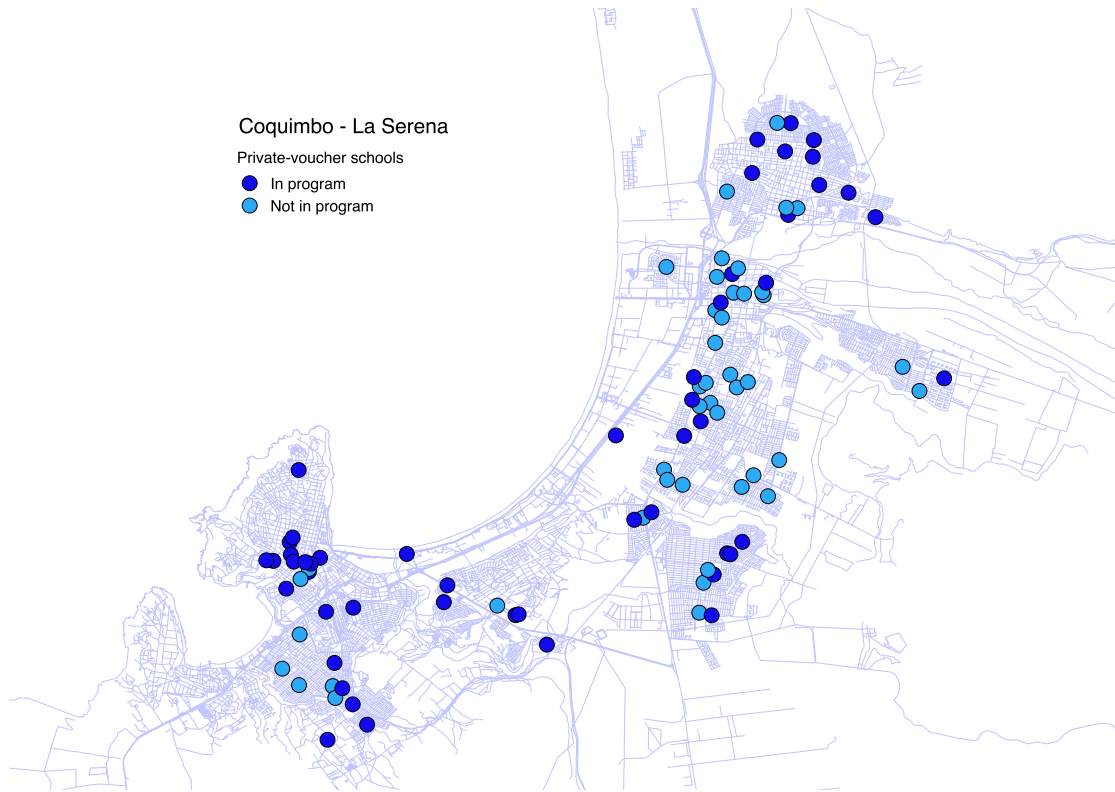 Coquimbo - La Serena
Private-voucher schools
In program
Not in program